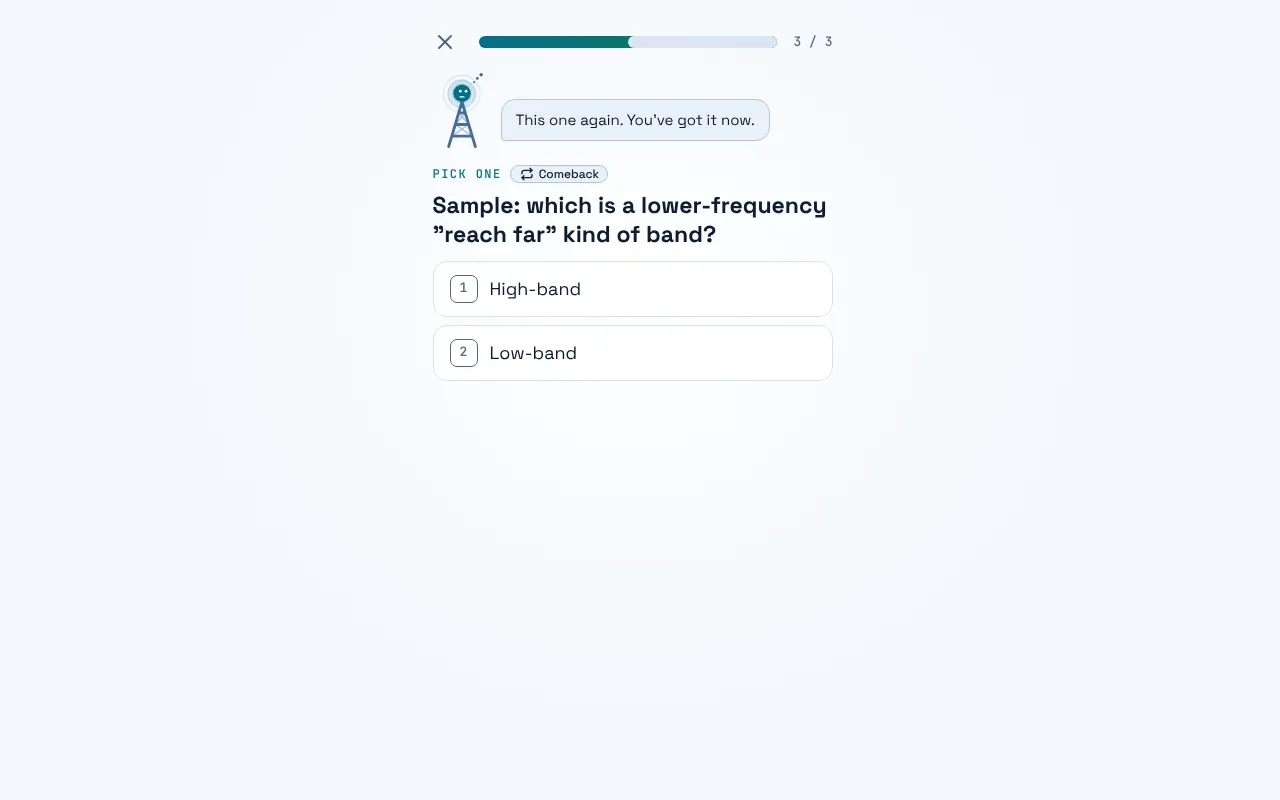 3 / 3
This one again. You’ve got it now.
PICK ONE
Comeback
Sample: which is a lower-frequency
”reach far” kind of band?
1 High-band
2 Low-band